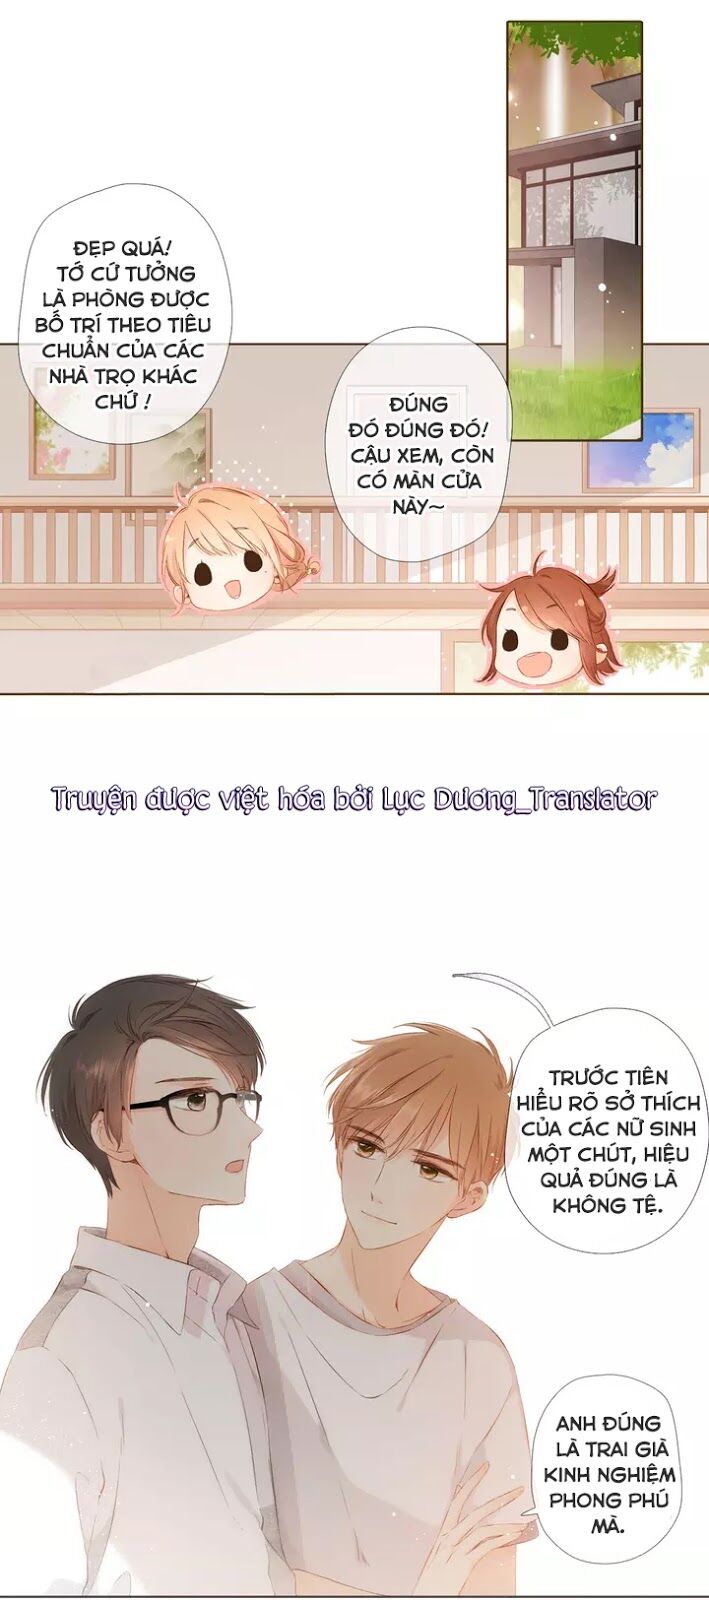 ĐẸP QUÁ!
TỚ CỨ TƯỞNG
LÀ PHÒNG ĐƯỢC
BỐ TRÍ THEO TIÊU
CHUẨN CỦA CÁC
NHÀ TRỌ KHÁC
CHỨ !
ĐÚNG
ĐÓ ĐÚNG ĐÓ!
CẬU XEM, CÒN
CÓ MÀN CỬA
NÀY~
Truyện được việt hóa bởi Lục Dương_Translator
TRƯỚC TIÊN
HIỂU RÕ SỞ THÍCH
CỦA CÁC NỮ SINH
MỘT CHÚT, HIỆU
QUẢ ĐÚNG LÀ
KHÔNG TỆ.
ANH ĐÚNG
LÀ TRAI GIÀ
KINH NGHIỆM
PHONG PHÚ
MÀ.